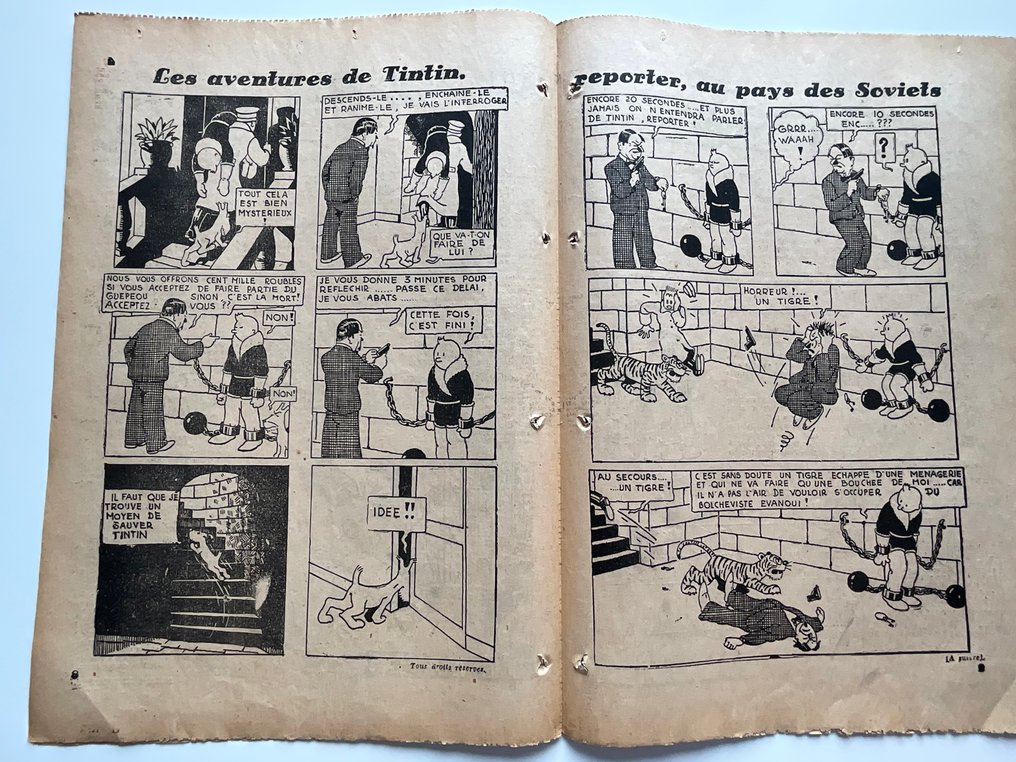 Les aventures de Tintin.
TOUT CELA
EST BIEN
MYSTERIEUX
!
DESCENDS-LE ...., ENCHAINE-LE
ET RANIME-LE, JE VAIS L'INTERROGER
QUE VA-T-ON
FAIRE DE
LUI ?
NOUS VOUS OFFRONS CENT MILLE ROUBLES
SI VOUS ACCEPTEZ DE FAIRE PARTIE DU
GUEPEOU SINON, C'EST LA MORT!
ACCEPTEZ VOUS ??
NON!
NON!
JE VOUS DONNE 3 MINUTES POUR
REFLECHIR ...... PASSE CE DELAI,
JE VOUS ABATS ......
CETTE FOIS,
C'EST FINI !
IL FAUT QUE JE
TROUVE UN
MOYEN DE
SAUVER
TINTIN
IDEE !!
Tous droits réservés.
8
reporter, au pays des Soviets
ENCORE 20 SECONDES ....ET PLUS
JAMAIS ON N'ENTENDRA PARLER
DE TINTIN, REPORTER !
GRRR...
WAAAH
!
ENCORE 10 SECONDES
ENC..... ???
?
!
HORREUR !...
UN TIGRE !
AU SECOURS....
....UN TIGRE !
C'EST SANS DOUTE UN TIGRE ECHAPPE D'UNE MENAGERIE
ET QUI NE VA FAIRE QU'UNE BOUCHEE DE MOI .....CAR
IL N'A PAS L'AIR DE VOULOIR S'OCCUPER DU
BOLCHEVISTE EVANOUI !
(A suivre).